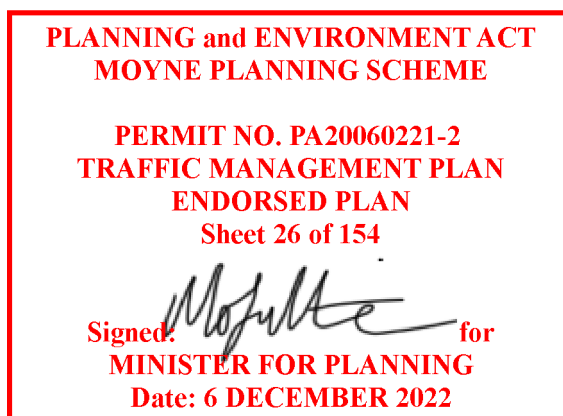 PLANNING and ENVIRONMENT ACT
MOYNE PLANNING SCHEME
PERMIT NO. PA20060221-2
TRAFFIC MANAGEMENT PLAN
ENDORSED PLAN
Sheet 26 of 154
Signed: for
MINISTER FOR PLANNING
Date: 6 DECEMBER 2022